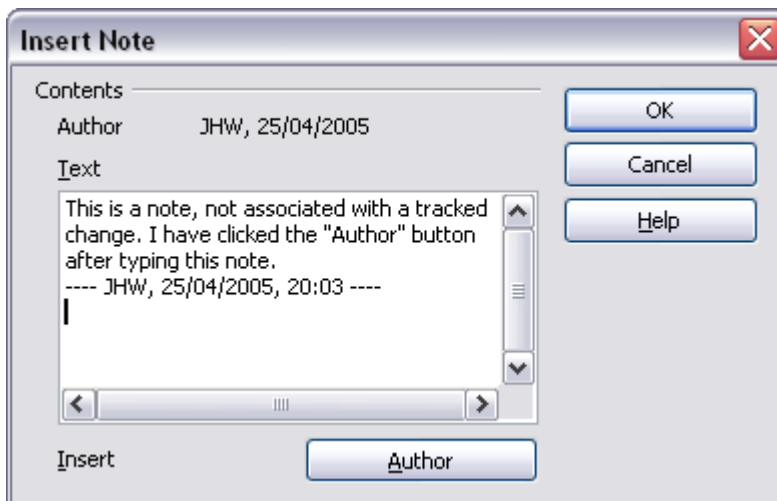 Insert Note
Contents
Author JHW, 25/04/2005
Text
This is a note, not associated with a tracked
change. I have clicked the "Author" button
after typing this note.
---- JHW, 25/04/2005, 20:03 ----
Insert Author
OK
Cancel
Help